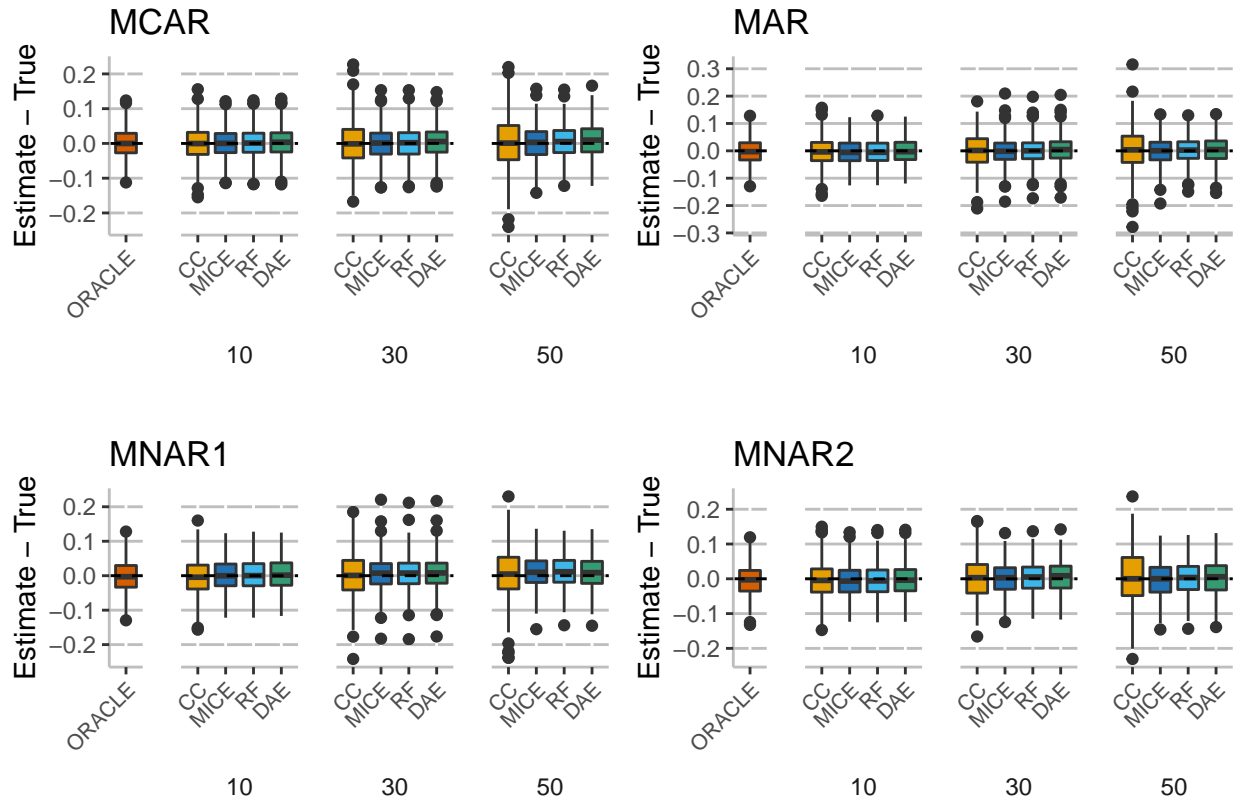 MCAR
Estimate − True
0.2
0.1
0.0
−0.1
−0.2
ORACLE
CC
MICE
RF
DAE
CC
MICE
RF
DAE
CC
MICE
RF
DAE
10
30
50
MAR
Estimate − True
0.3
0.2
0.1
0.0
−0.1
−0.2
−0.3
ORACLE
CC
MICE
RF
DAE
CC
MICE
RF
DAE
CC
MICE
RF
DAE
10
30
50
MNAR1
Estimate − True
0.2
0.1
0.0
−0.1
−0.2
ORACLE
CC
MICE
RF
DAE
CC
MICE
RF
DAE
CC
MICE
RF
DAE
10
30
50
MNAR2
Estimate − True
0.2
0.1
0.0
−0.1
−0.2
ORACLE
CC
MICE
RF
DAE
CC
MICE
RF
DAE
CC
MICE
RF
DAE
10
30
50